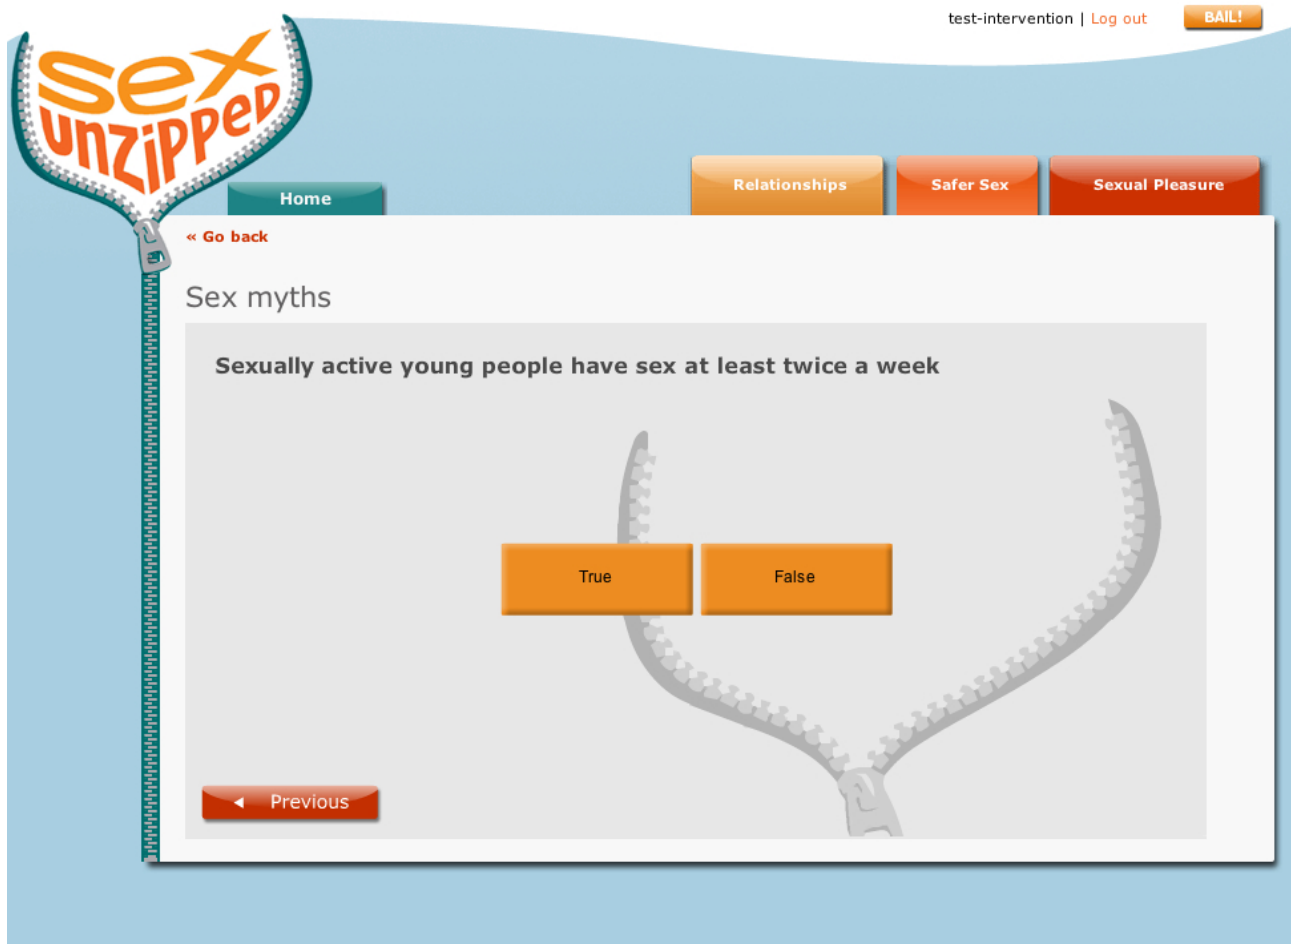 test-intervention | Log out
BAIL!
sex
unzipped
Home
Relationships
Safer Sex
Sexual Pleasure
« Go back
Sex myths
Sexually active young people have sex at least twice a week
True
False
Previous